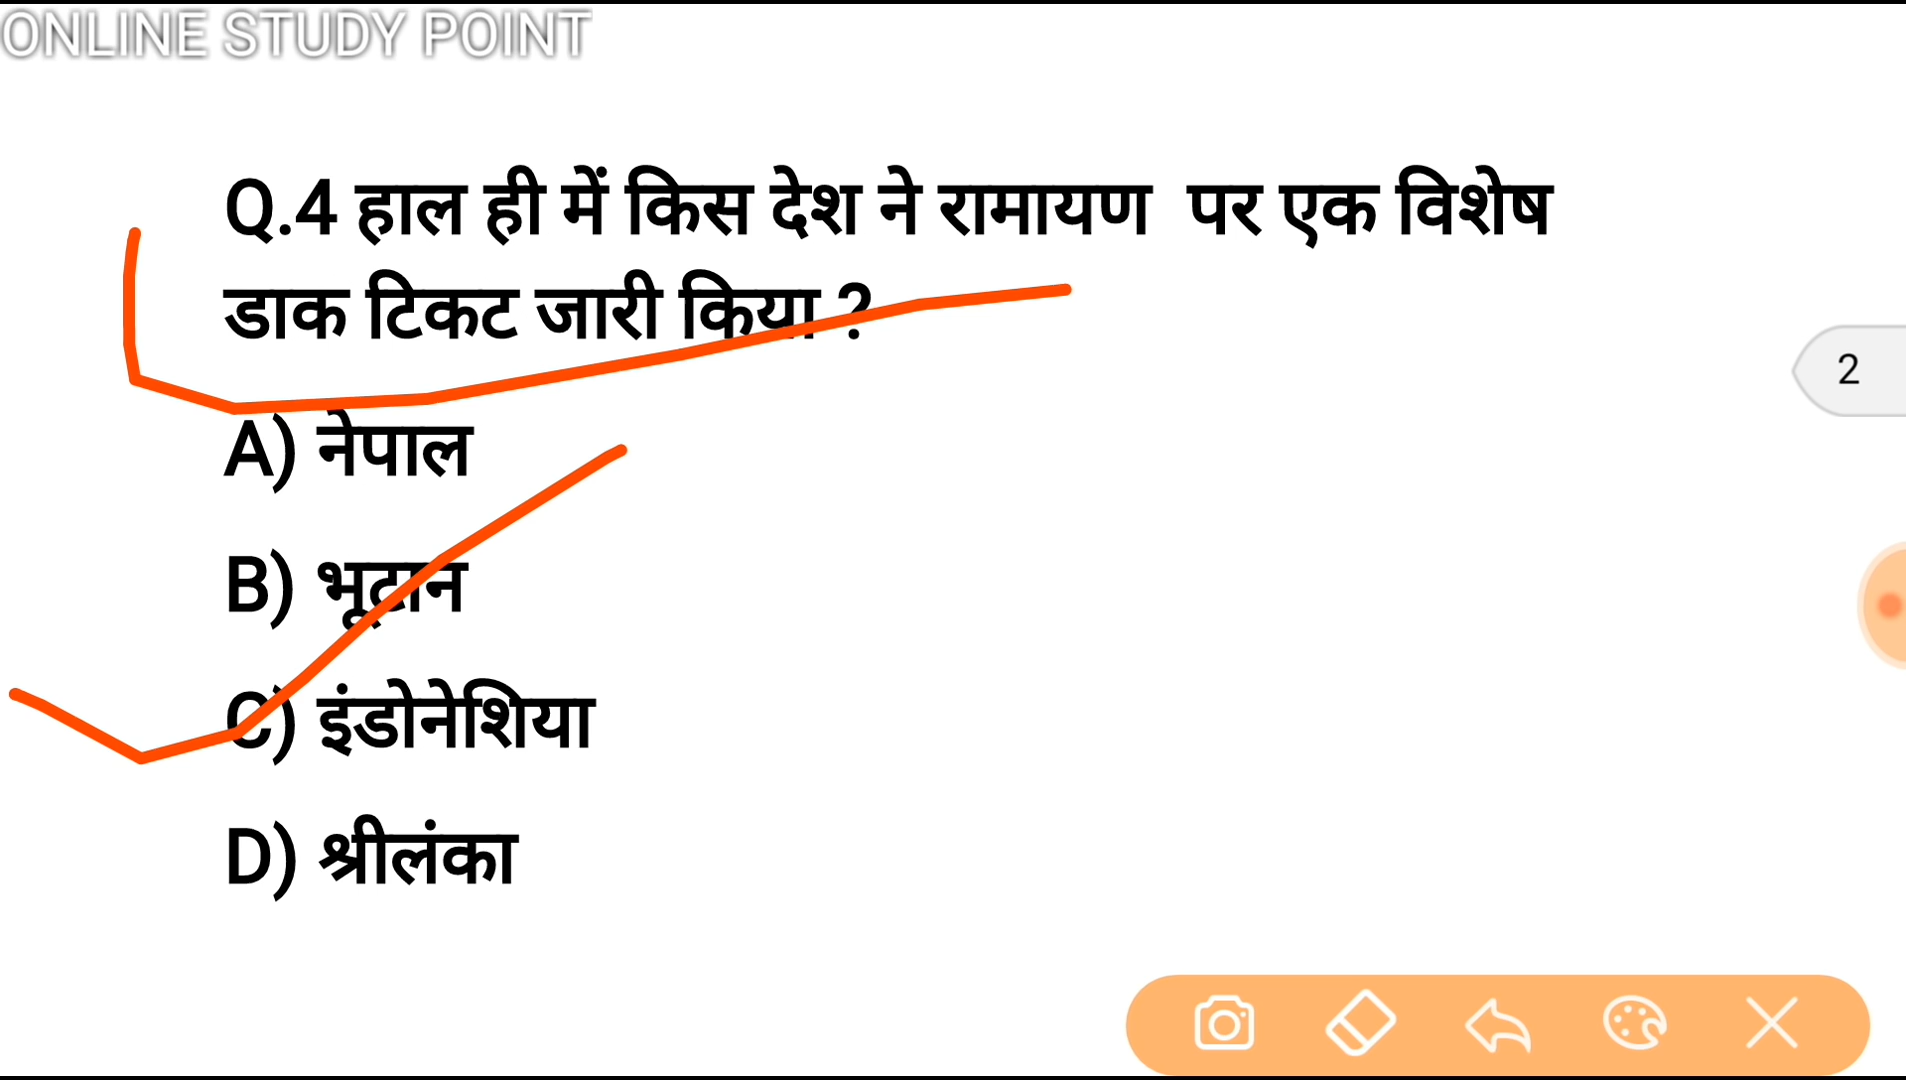 ONLINE STUDY POINT
Q.4 हाल ही में किस देश ने रामायण पर एक विशेष
डाक टिकट जारी किया ?
A) नेपाल
2
B) भूटान
C) इंडोनेशिया
D) श्रीलंका